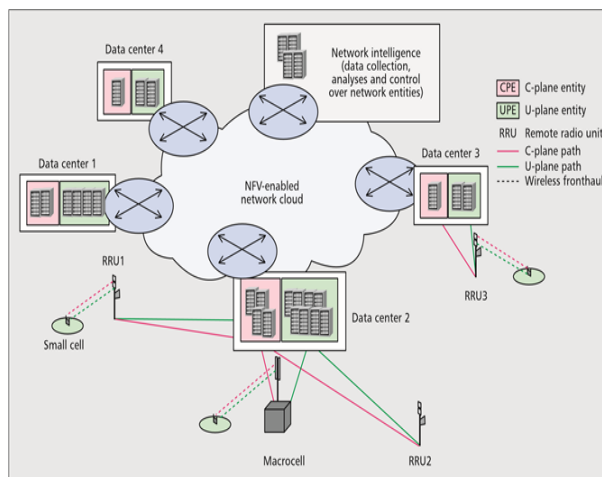 Data center 4
Network intelligence
(data collection,
analyses and control
over network entities)
CPE C-plane entity
UPE U-plane entity
RRU Remote radio unit
C-plane path
U-plane path
Wireless fronthaul
Data center 1
Data center 3
NFV-enabled
network cloud
RRU1
RRU3
Small cell
Data center 2
Macrocell
RRU2